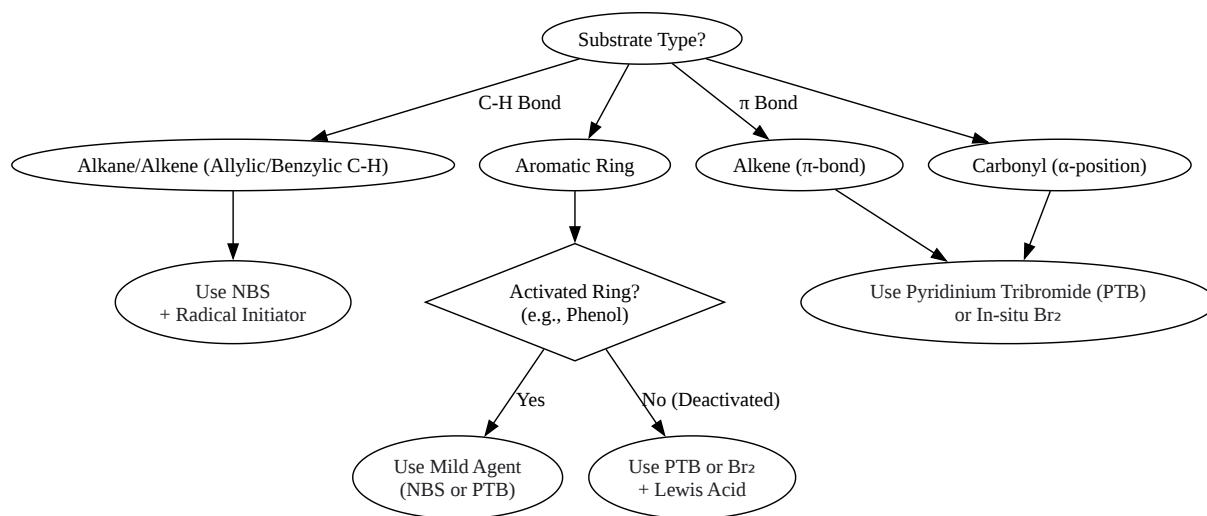 Substrate Type?
C-H Bond
π Bond
Alkane/Alkene (Allylic/Benzylic C-H)
Aromatic Ring
Alkene (π-bond)
Carbonyl (α-position)
Use NBS
+ Radical Initiator
Activated Ring?
(e.g., Phenol)
Use Pyridinium Tribromide (PTB)
or In-situ Br₂
Yes
No (Deactivated)
Use Mild Agent
(NBS or PTB)
Use PTB or Br₂
+ Lewis Acid